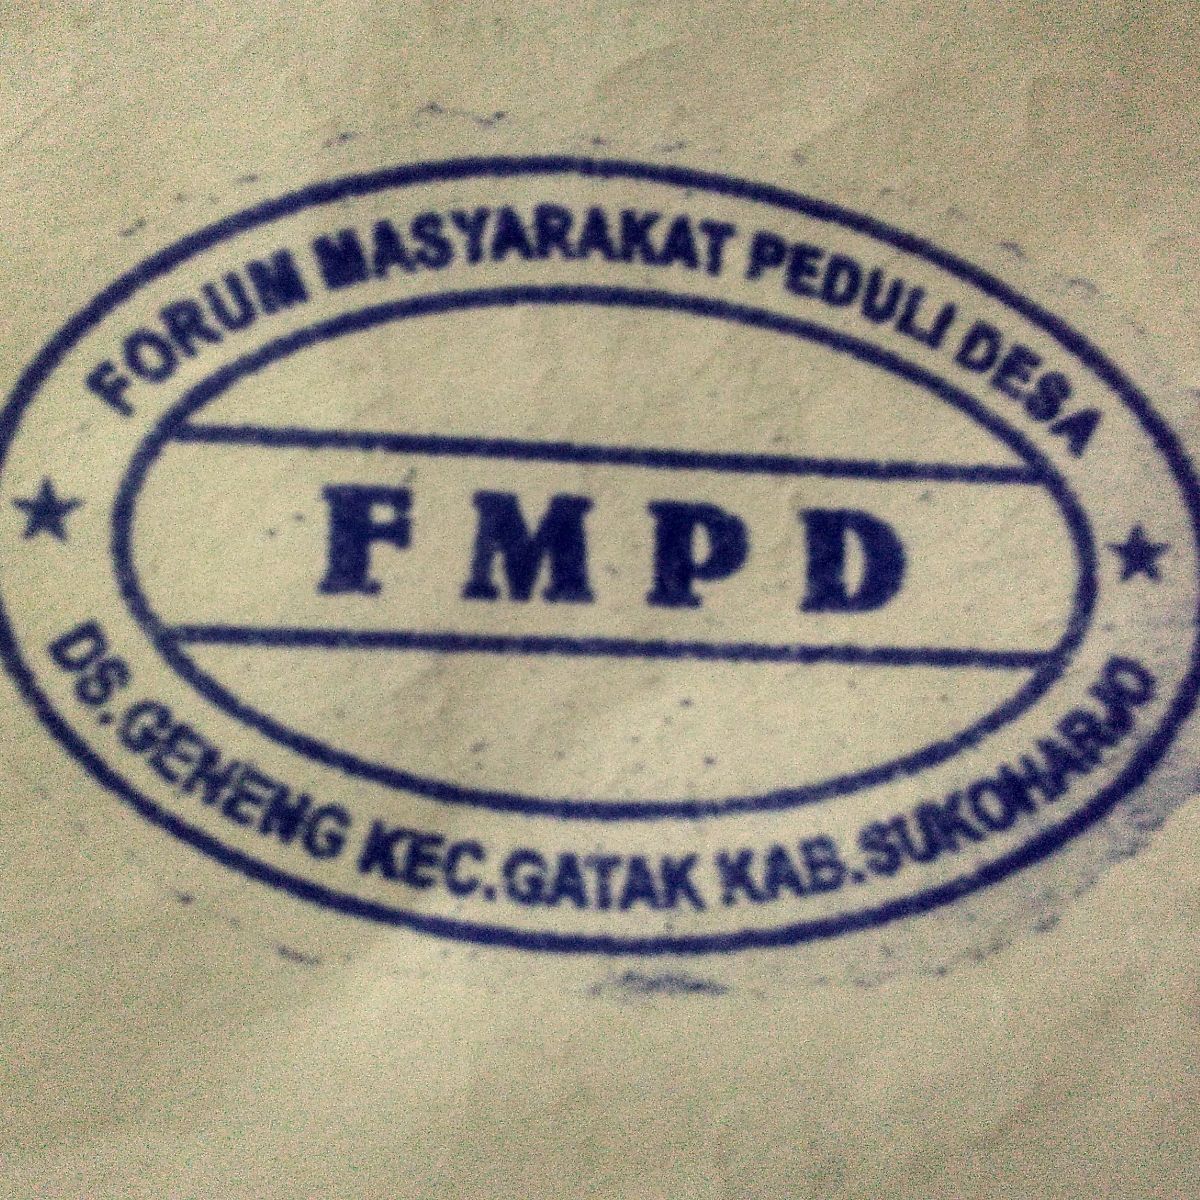 FORUM MASYARAKAT PEDULI DESA
FMPD
DS.GENENG KEC.GATAK KAB.SUKOHARJO